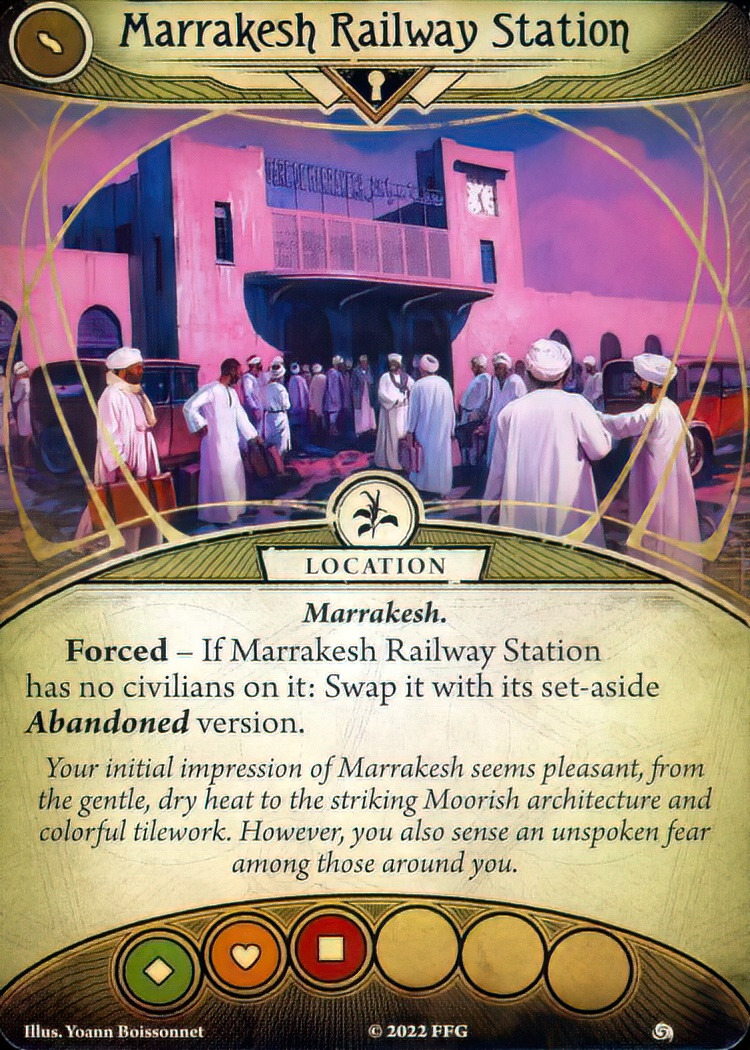 Marrakesh Railway Station
LOCATION
Marrakesh.
Forced – If Marrakesh Railway Station
has no civilians on it: Swap it with its set-aside
Abandoned version.
Your initial impression of Marrakesh seems pleasant, from
the gentle, dry heat to the striking Moorish architecture and
colorful tilework. However, you also sense an unspoken fear
among those around you.
Illus. Yoann Boissonnet
© 2022 FFG